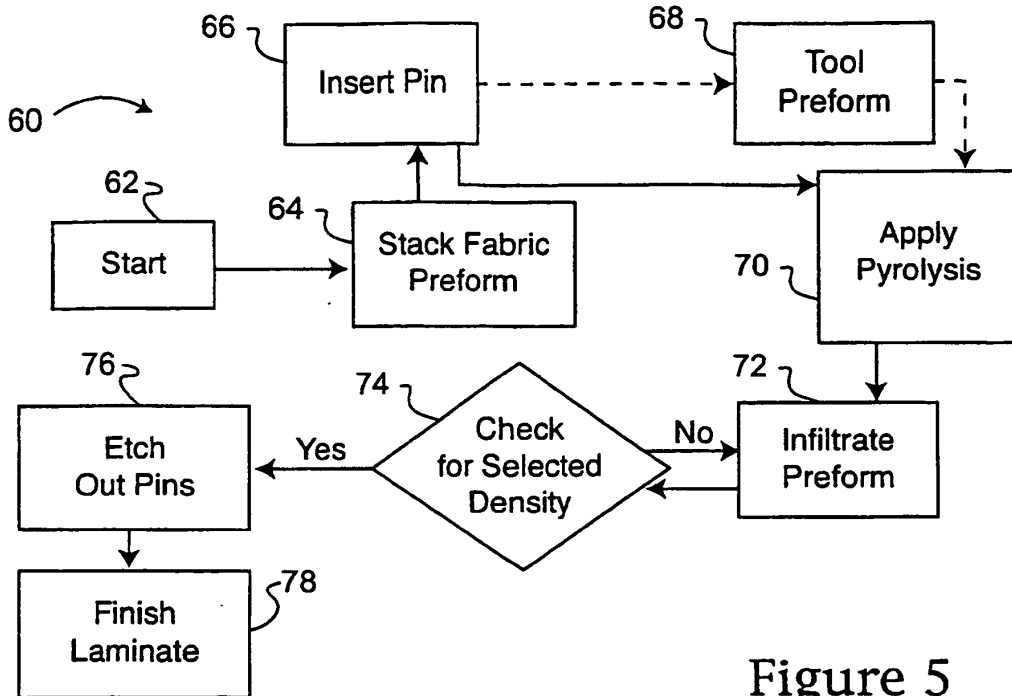 66
Insert Pin
68
Tool
Preform
60
62
Start
64
Stack Fabric
Preform
70
Apply
Pyrolysis
76
Etch
Out Pins
Yes
74
Check
for Selected
Density
No
72
Infiltrate
Preform
78
Finish
Laminate
Figure 5